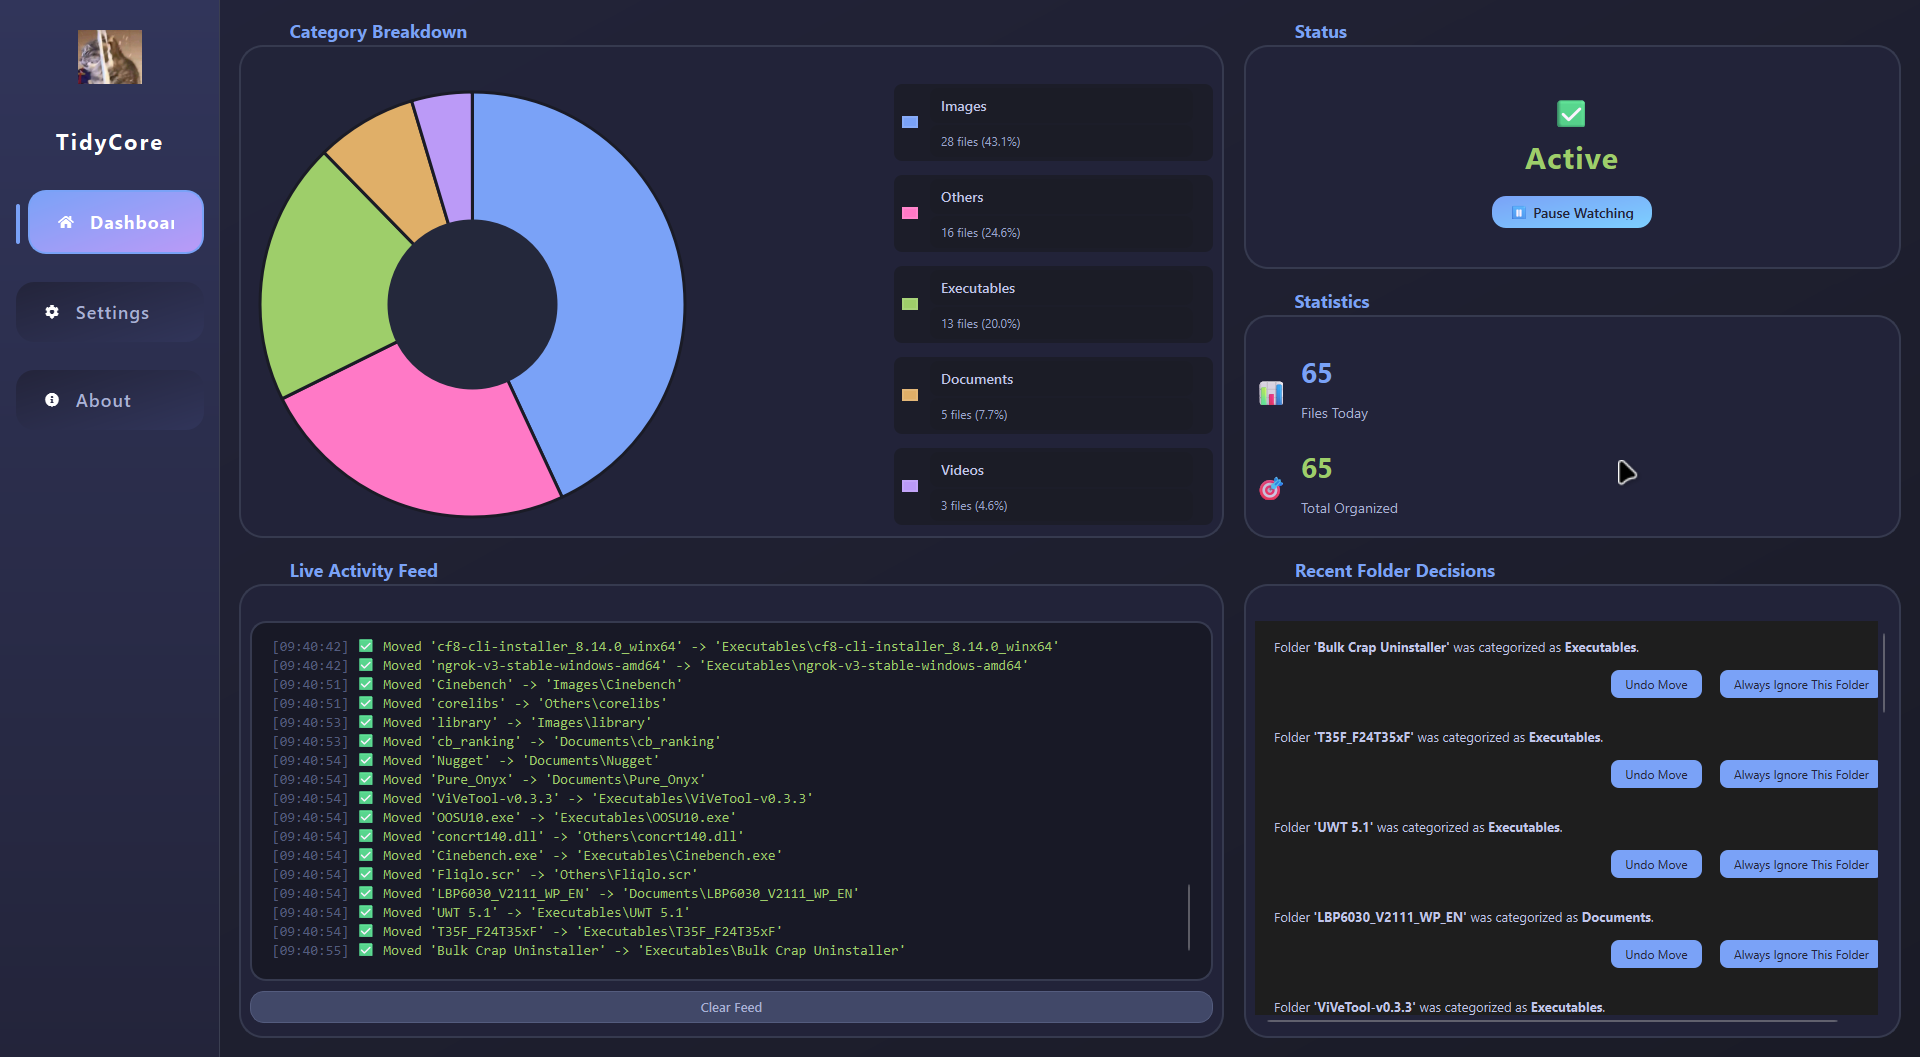 TidyCore
Dashboar
Settings
About
Category Breakdown
Images
28 files (43.1%)
Others
16 files (24.6%)
Executables
13 files (20.0%)
Documents
5 files (7.7%)
Videos
3 files (4.6%)
Status
Active
Pause Watching
Statistics
65
Files Today
65
Total Organized
Live Activity Feed
[09:40:42] ✅ Moved 'cf8-cli-installer_8.14.0_winx64' -> 'Executables\cf8-cli-installer_8.14.0_winx64'
[09:40:42] ✅ Moved 'ngrok-v3-stable-windows-amd64' -> 'Executables\ngrok-v3-stable-windows-amd64'
[09:40:51] ✅ Moved 'Cinebench' -> 'Images\Cinebench'
[09:40:51] ✅ Moved 'corelibs' -> 'Others\corelibs'
[09:40:53] ✅ Moved 'library' -> 'Images\library'
[09:40:53] ✅ Moved 'cb_ranking' -> 'Documents\cb_ranking'
[09:40:54] ✅ Moved 'Nugget' -> 'Documents\Nugget'
[09:40:54] ✅ Moved 'Pure_Onyx' -> 'Documents\Pure_Onyx'
[09:40:54] ✅ Moved 'ViVeTool-v0.3.3' -> 'Executables\ViVeTool-v0.3.3'
[09:40:54] ✅ Moved 'OOSU10.exe' -> 'Executables\OOSU10.exe'
[09:40:54] ✅ Moved 'concrt140.dll' -> 'Others\concrt140.dll'
[09:40:54] ✅ Moved 'Cinebench.exe' -> 'Executables\Cinebench.exe'
[09:40:54] ✅ Moved 'Fliqlo.scr' -> 'Others\Fliqlo.scr'
[09:40:54] ✅ Moved 'LBP6030_V2111_WP_EN' -> 'Documents\LBP6030_V2111_WP_EN'
[09:40:54] ✅ Moved 'UWT 5.1' -> 'Executables\UWT 5.1'
[09:40:54] ✅ Moved 'T35F_F24T35xF' -> 'Executables\T35F_F24T35xF'
[09:40:55] ✅ Moved 'Bulk Crap Uninstaller' -> 'Executables\Bulk Crap Uninstaller'
Clear Feed
Recent Folder Decisions
Folder 'Bulk Crap Uninstaller' was categorized as Executables.
Undo Move Always Ignore This Folder
Folder 'T35F_F24T35xF' was categorized as Executables.
Undo Move Always Ignore This Folder
Folder 'UWT 5.1' was categorized as Executables.
Undo Move Always Ignore This Folder
Folder 'LBP6030_V2111_WP_EN' was categorized as Documents.
Undo Move Always Ignore This Folder
Folder 'ViVeTool-v0.3.3' was categorized as Executables.